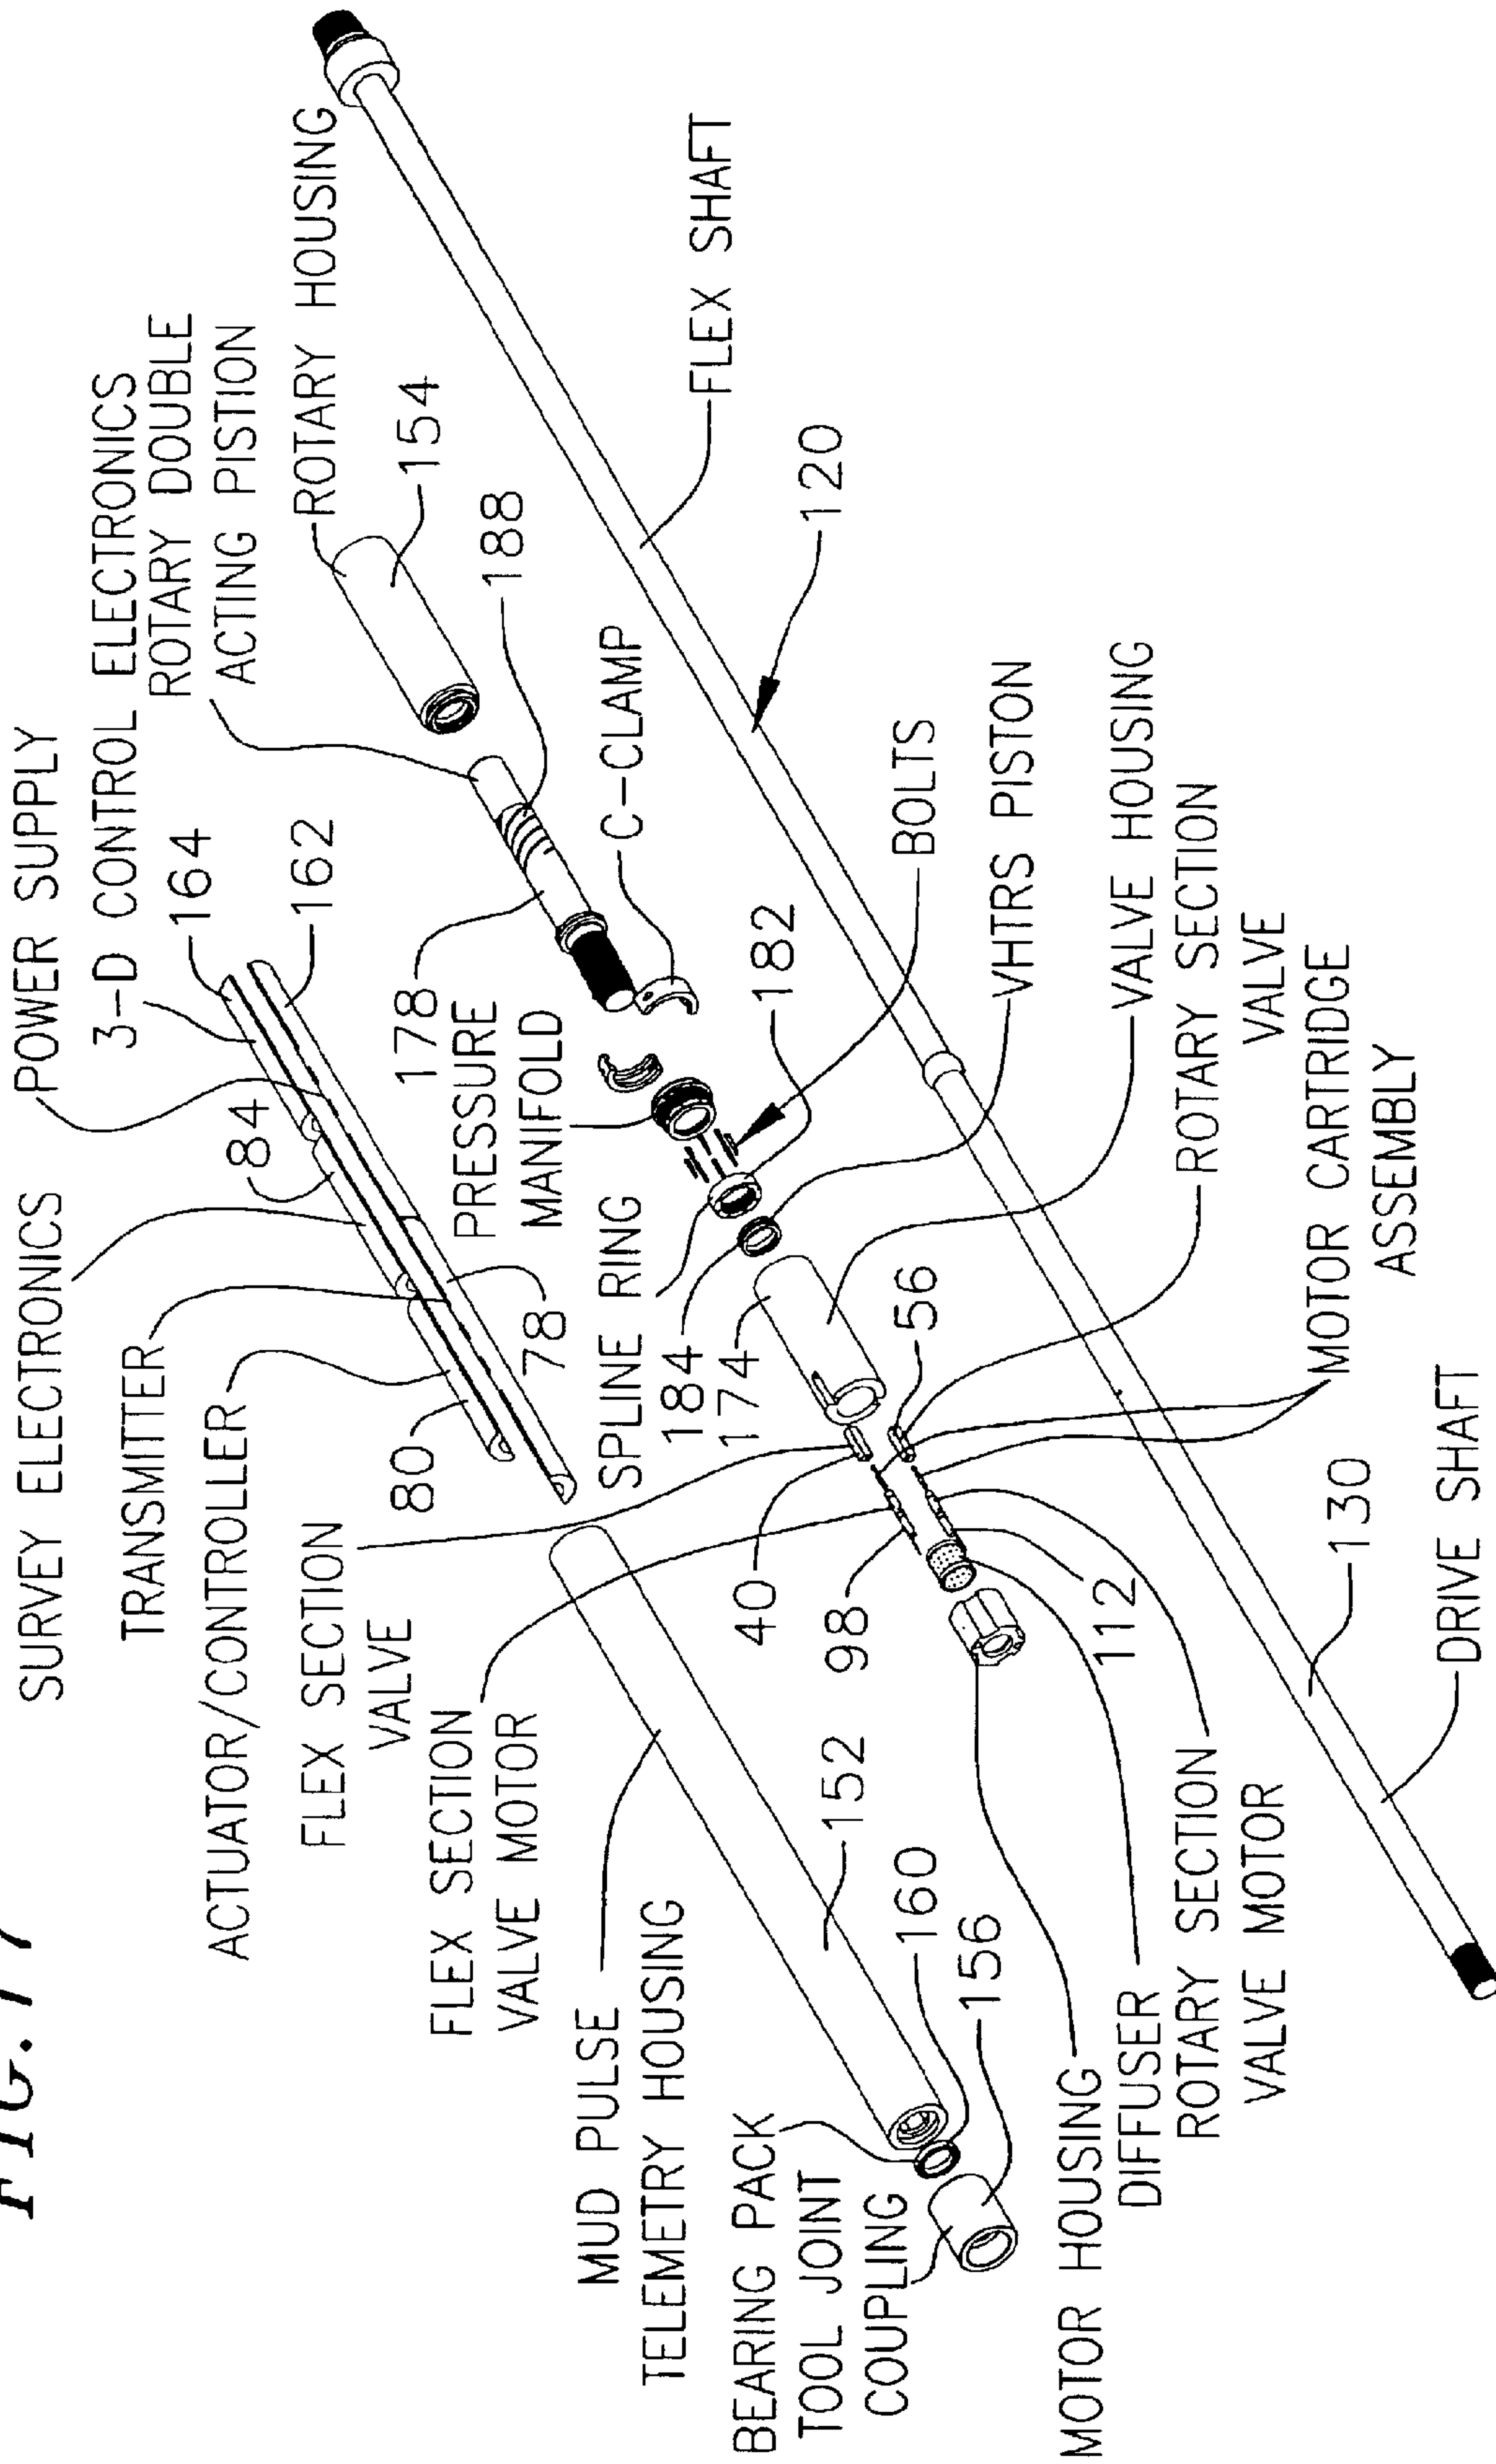 FIG. 17
SURVEY ELECTRONICS
POWER SUPPLY
3-D CONTROL ELECTRONICS
ROTARY DOUBLE
ACTING PISTION
ROTARY HOUSING
TRANSMITTER
84
164
162
154
ACTUATOR/CONTROLLER
80
78
178
188
PRESSURE
MANIFOLD
C-CLAMP
FLEX SHAFT
FLEX SECTION
VALVE
FLEX SECTION
VALVE MOTOR
SPLINE RING
184
174
182
120
BOLTS
VHTRS PISTON
VALVE HOUSING
ROTARY SECTION
VALVE
MOTOR CARTRIDGE
ASSEMBLY
MUD PULSE
TELEMETRY HOUSING
152
40
98
56
112
BEARING PACK
TOOL JOINT
COUPLING
160
156
MOTOR HOUSING
DIFFUSER
ROTARY SECTION
VALVE MOTOR
130
DRIVE SHAFT